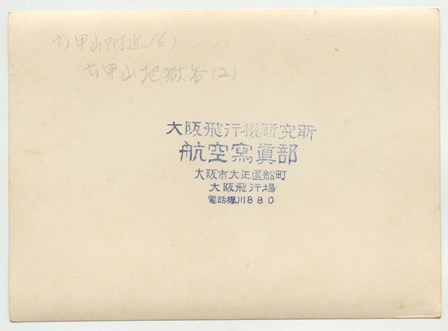 六甲山附近(6)
六甲山地獄谷(2)
大阪飛行機研究所
航空寫眞部
大阪市大正區船町
大阪飛行場
電話櫻川880